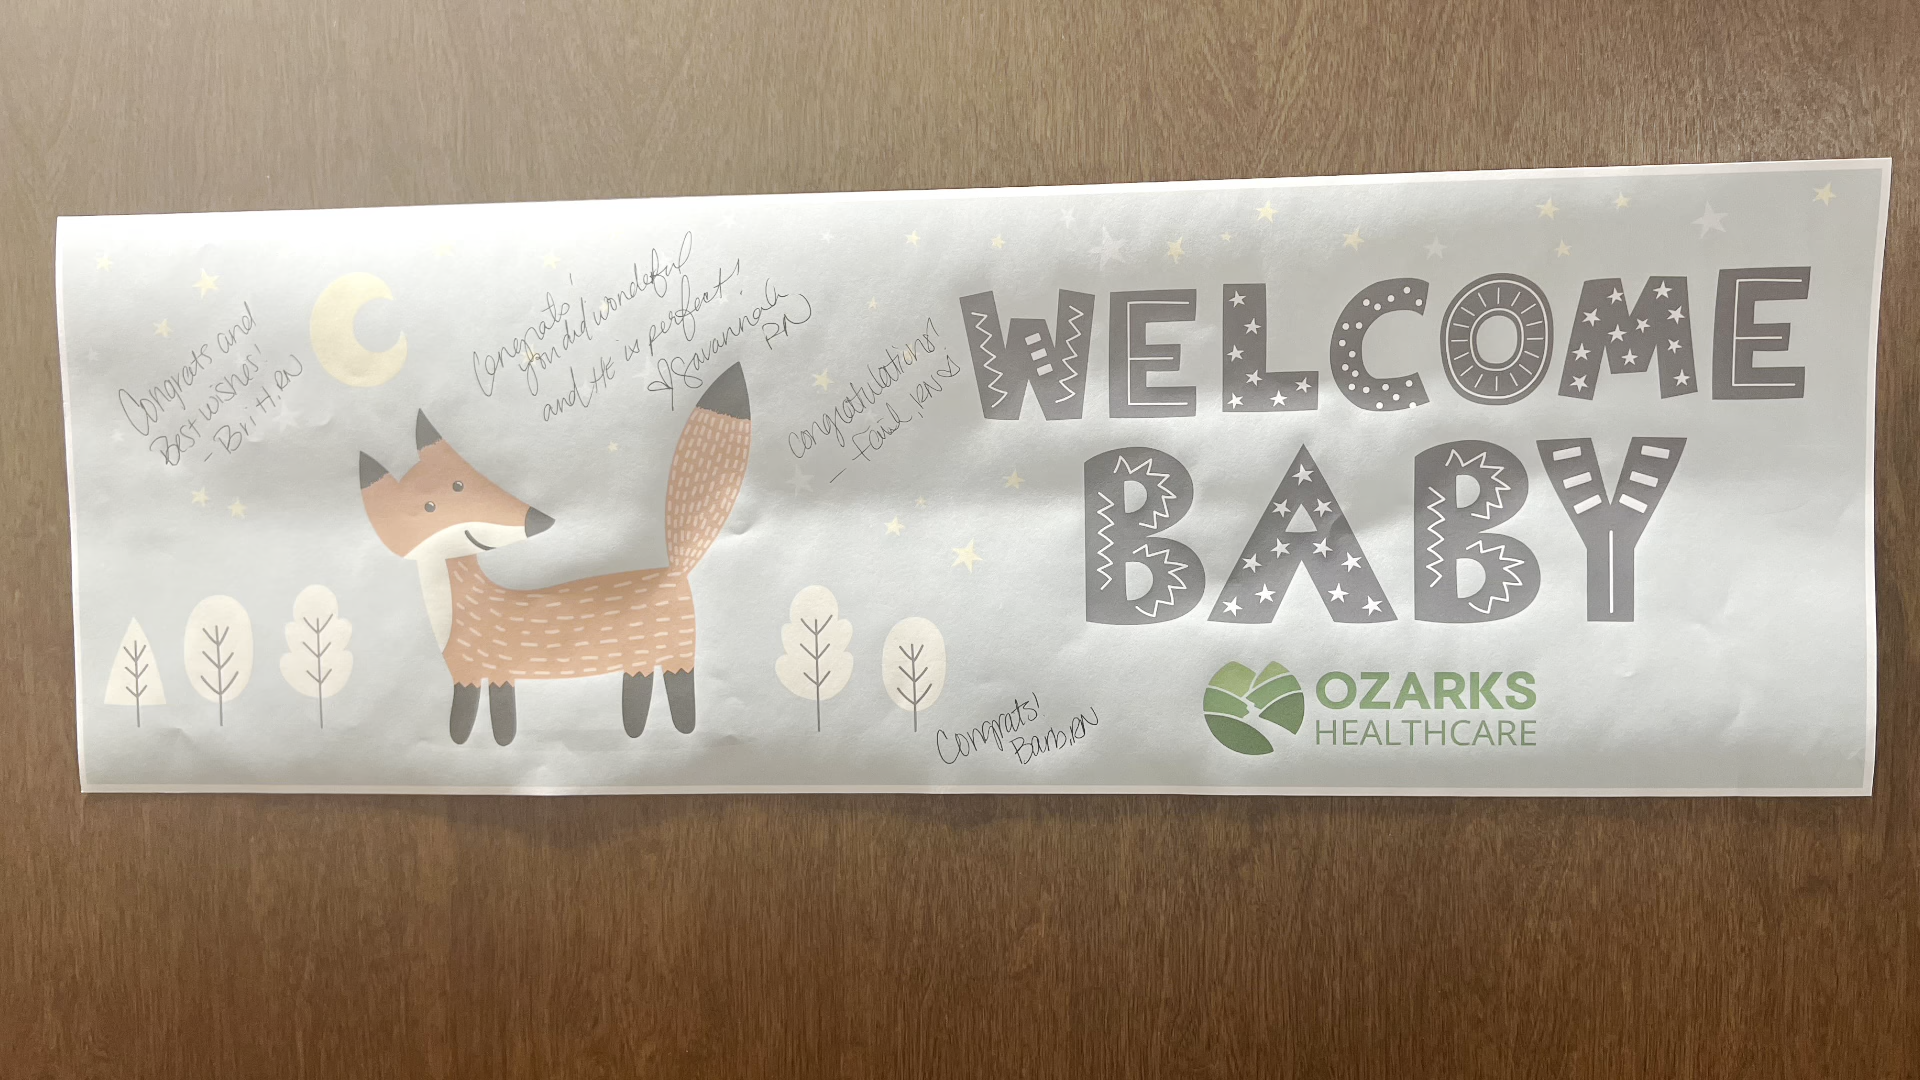 Congrats and
Best wishes!
- Brit H, RN
Congrats!
you did wonderful
and HE is perfect!
Savannah
RN
congratulations!
RN
WELCOME
BABY
Congrats!
Barb, RN
OZARKS
HEALTHCARE